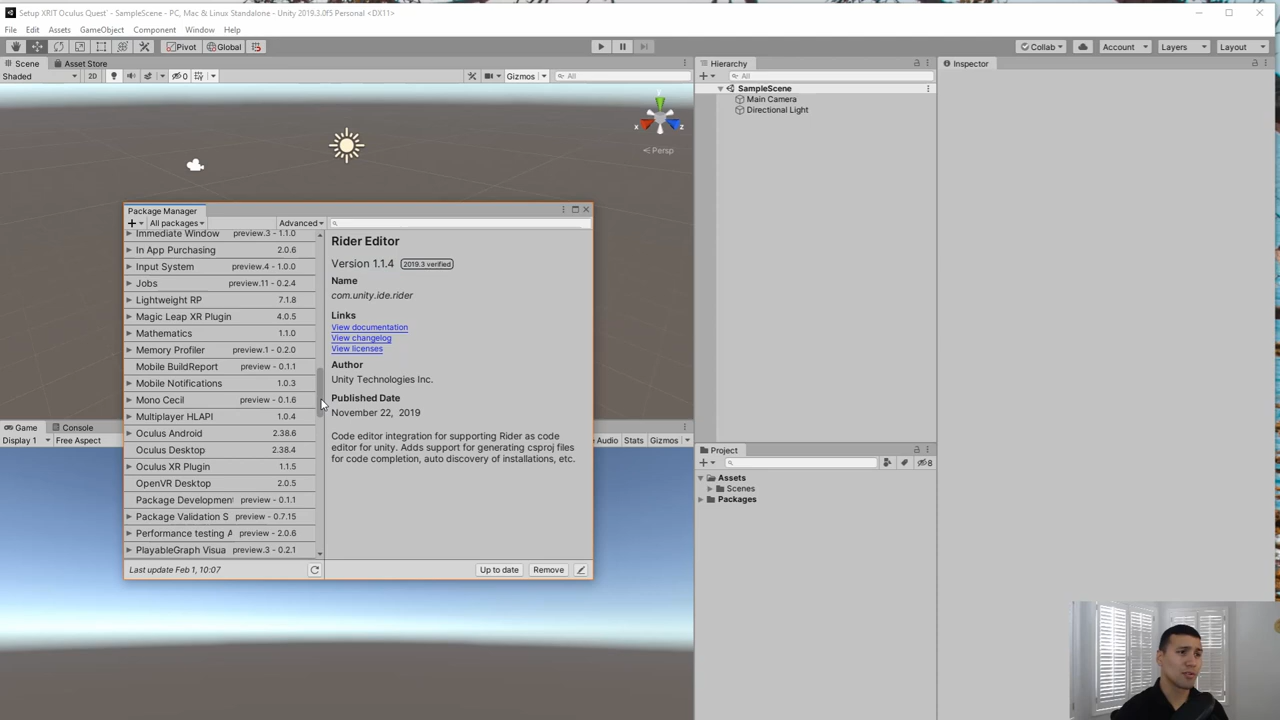 Setup XRIT Oculus Quest` - SampleScene - PC, Mac & Linux Standalone - Unity 2019.3.0f5 Personal <DX11>
File Edit Assets GameObject Component Window Help
Pivot Global Collab Account Layers Layout
Scene Asset Store
Shaded 2D 0 Gizmos All
Hierarchy
All
SampleScene
Main Camera
Directional Light
Inspector
x z
Persp
Package Manager
All packages Advanced
Immediate Window preview.3 - 1.1.0
In App Purchasing 2.0.6
Input System preview.4 - 1.0.0
Jobs preview.11 - 0.2.4
Lightweight RP 7.1.8
Magic Leap XR Plugin 4.0.5
Mathematics 1.1.0
Memory Profiler preview.1 - 0.2.0
Mobile BuildReport preview - 0.1.1
Mobile Notifications 1.0.3
Mono Cecil preview - 0.1.6
Multiplayer HLAPI 1.0.4
Oculus Android 2.38.6
Oculus Desktop 2.38.4
Oculus XR Plugin 1.1.5
OpenVR Desktop 2.0.5
Package Development preview - 0.1.1
Package Validation S preview - 0.7.15
Performance testing A preview - 2.0.6
PlayableGraph Visua preview.3 - 0.2.1
Last update Feb 1, 10:07
Rider Editor
Version 1.1.4 2019.3 verified
Name
com.unity.ide.rider
Links
View documentation
View changelog
View licenses
Author
Unity Technologies Inc.
Published Date
November 22, 2019
Code editor integration for supporting Rider as code
editor for unity. Adds support for generating csproj files
for code completion, auto discovery of installations, etc.
Up to date Remove
Game Console
Display 1 Free Aspect Audio Stats Gizmos
Project
8
Assets
Scenes
Packages